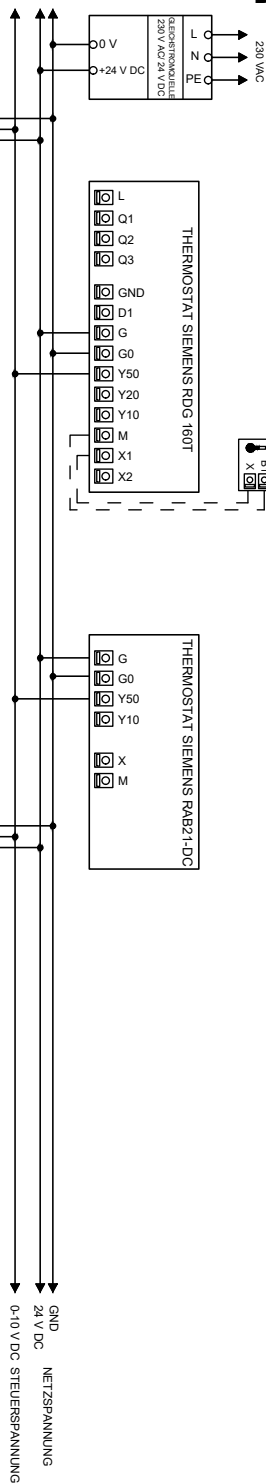 230 VAC
L
N
PE
GLEICHSTROMQUELLE
230 V AC/ 24 V DC
0 V
+24 V DC
THERMOSTAT SIEMENS RDG 160T
L
Q1
Q2
Q3
GND
D1
G
G0
Y50
Y20
Y10
M
X1
X2
X
THERMOSTAT SIEMENS RAB21-DC
G
G0
Y50
Y10
X
M
GND
24 V DC NETZSPANNUNG
0-10 V DC STEUERSPANNUNG